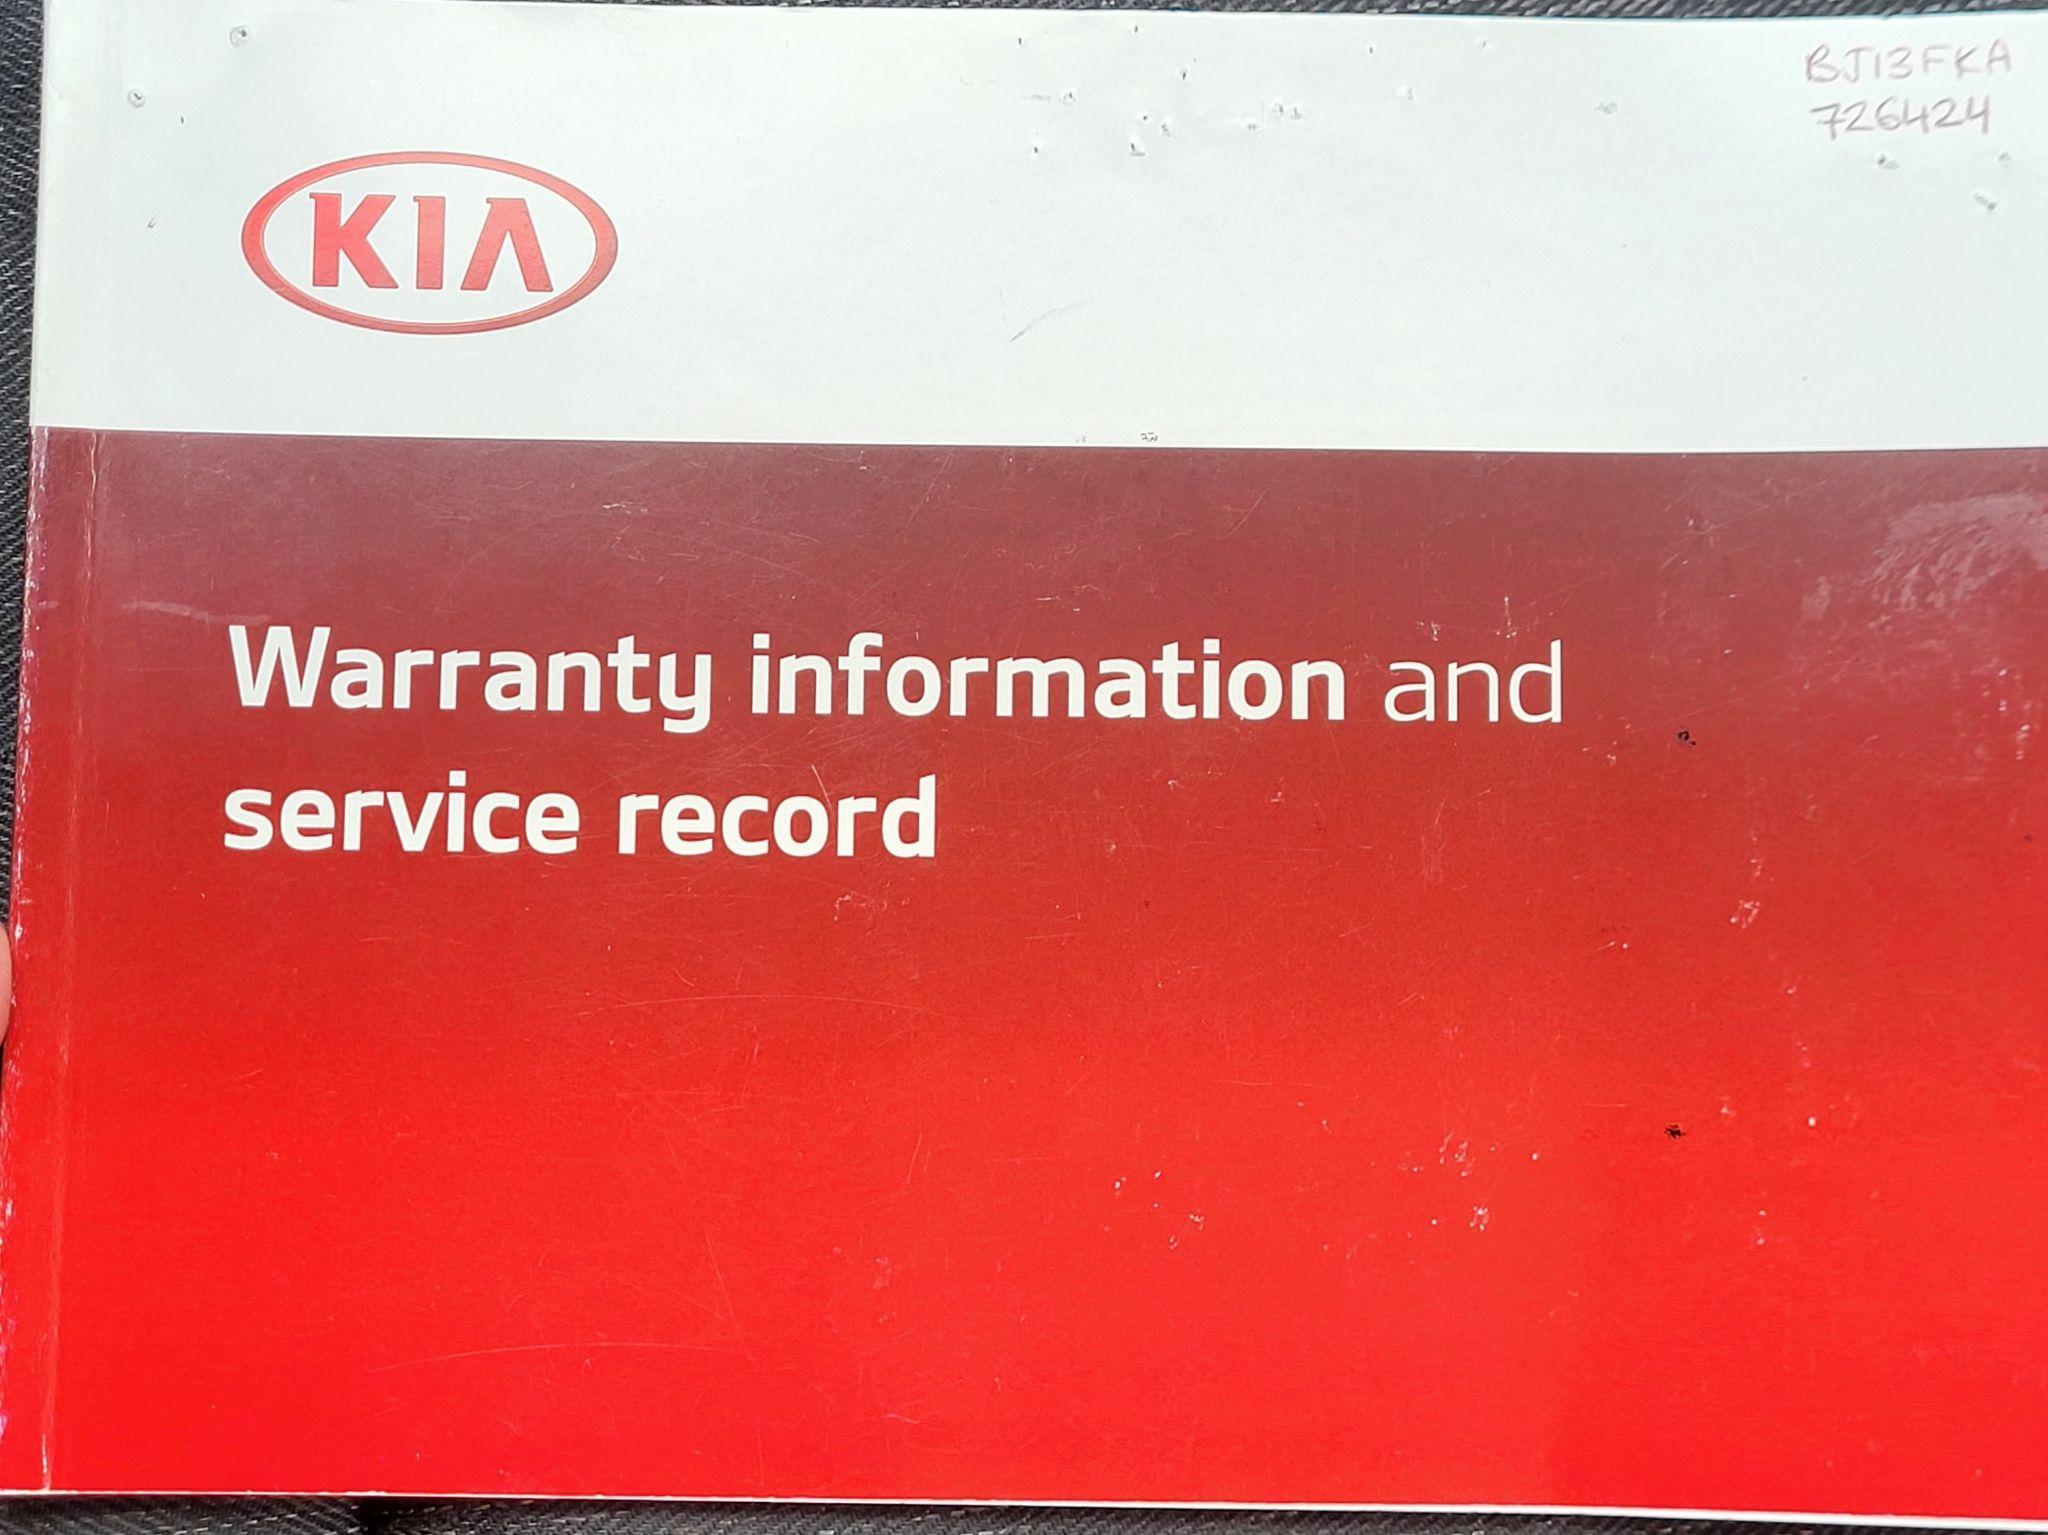 BJ13FKA
726424
KIA
Warranty information and
service record